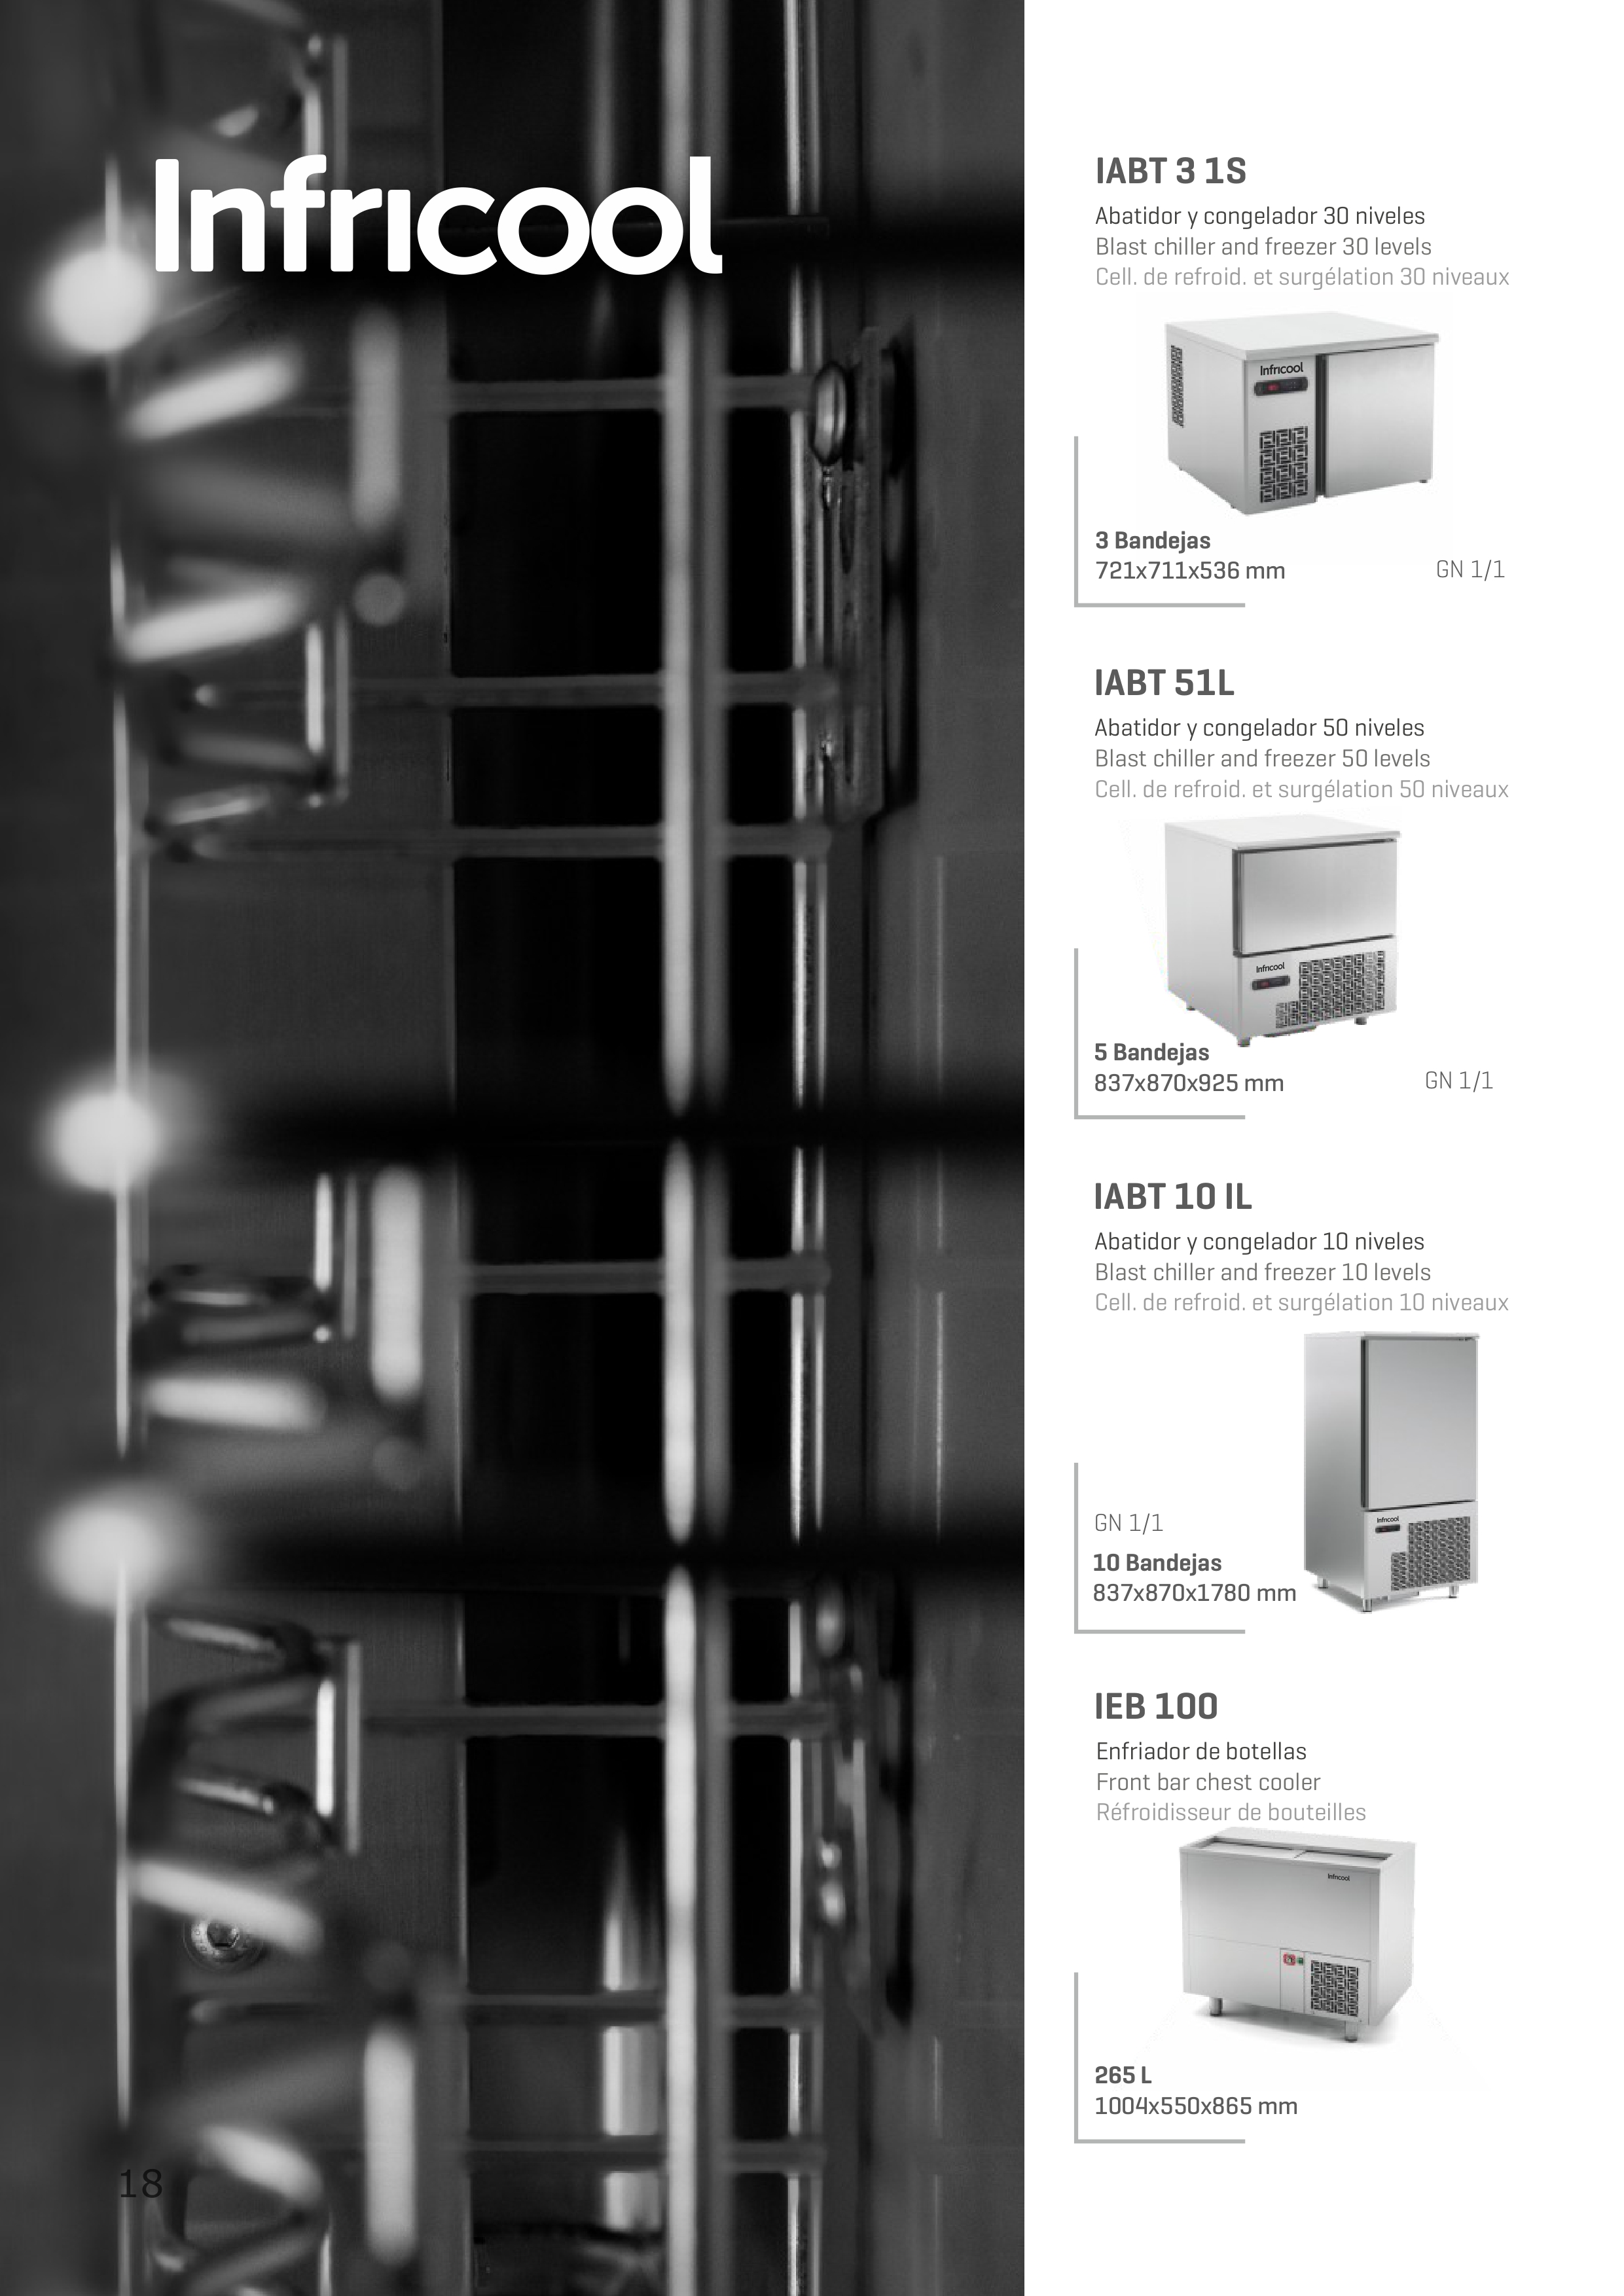 Infricool
IABT 3 1S
Abatidor y congelador 30 niveles
Blast chiller and freezer 30 levels
Cell. de refroid. et surgélation 30 niveaux
Infricool
3 Bandejas
721x711x536 mm
GN 1/1
IABT 51L
Abatidor y congelador 50 niveles
Blast chiller and freezer 50 levels
Cell. de refroid. et surgélation 50 niveaux
Infricool
5 Bandejas
837x870x925 mm
GN 1/1
IABT 10 IL
Abatidor y congelador 10 niveles
Blast chiller and freezer 10 levels
Cell. de refroid. et surgélation 10 niveaux
Infricool
GN 1/1
10 Bandejas
837x870x1780 mm
IEB 100
Enfriador de botellas
Front bar chest cooler
Réfroidisseur de bouteilles
Infricool
265 L
1004x550x865 mm
18